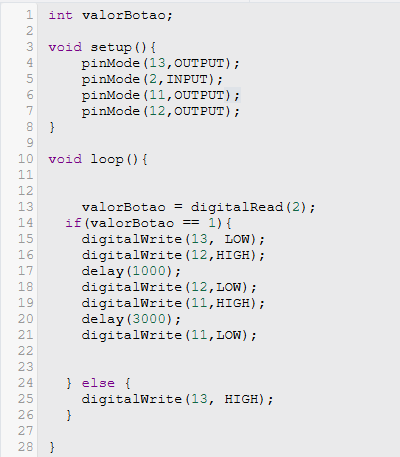 1 int valorBotao;
2
3 void setup(){
4     pinMode(13,OUTPUT);
5     pinMode(2,INPUT);
6     pinMode(11,OUTPUT);
7     pinMode(12,OUTPUT);
8 }
9
10 void loop(){
11
12
13     valorBotao = digitalRead(2);
14   if(valorBotao == 1){
15     digitalWrite(13, LOW);
16     digitalWrite(12,HIGH);
17     delay(1000);
18     digitalWrite(12,LOW);
19     digitalWrite(11,HIGH);
20     delay(3000);
21     digitalWrite(11,LOW);
22
23
24   } else {
25     digitalWrite(13, HIGH);
26   }
27
28 }